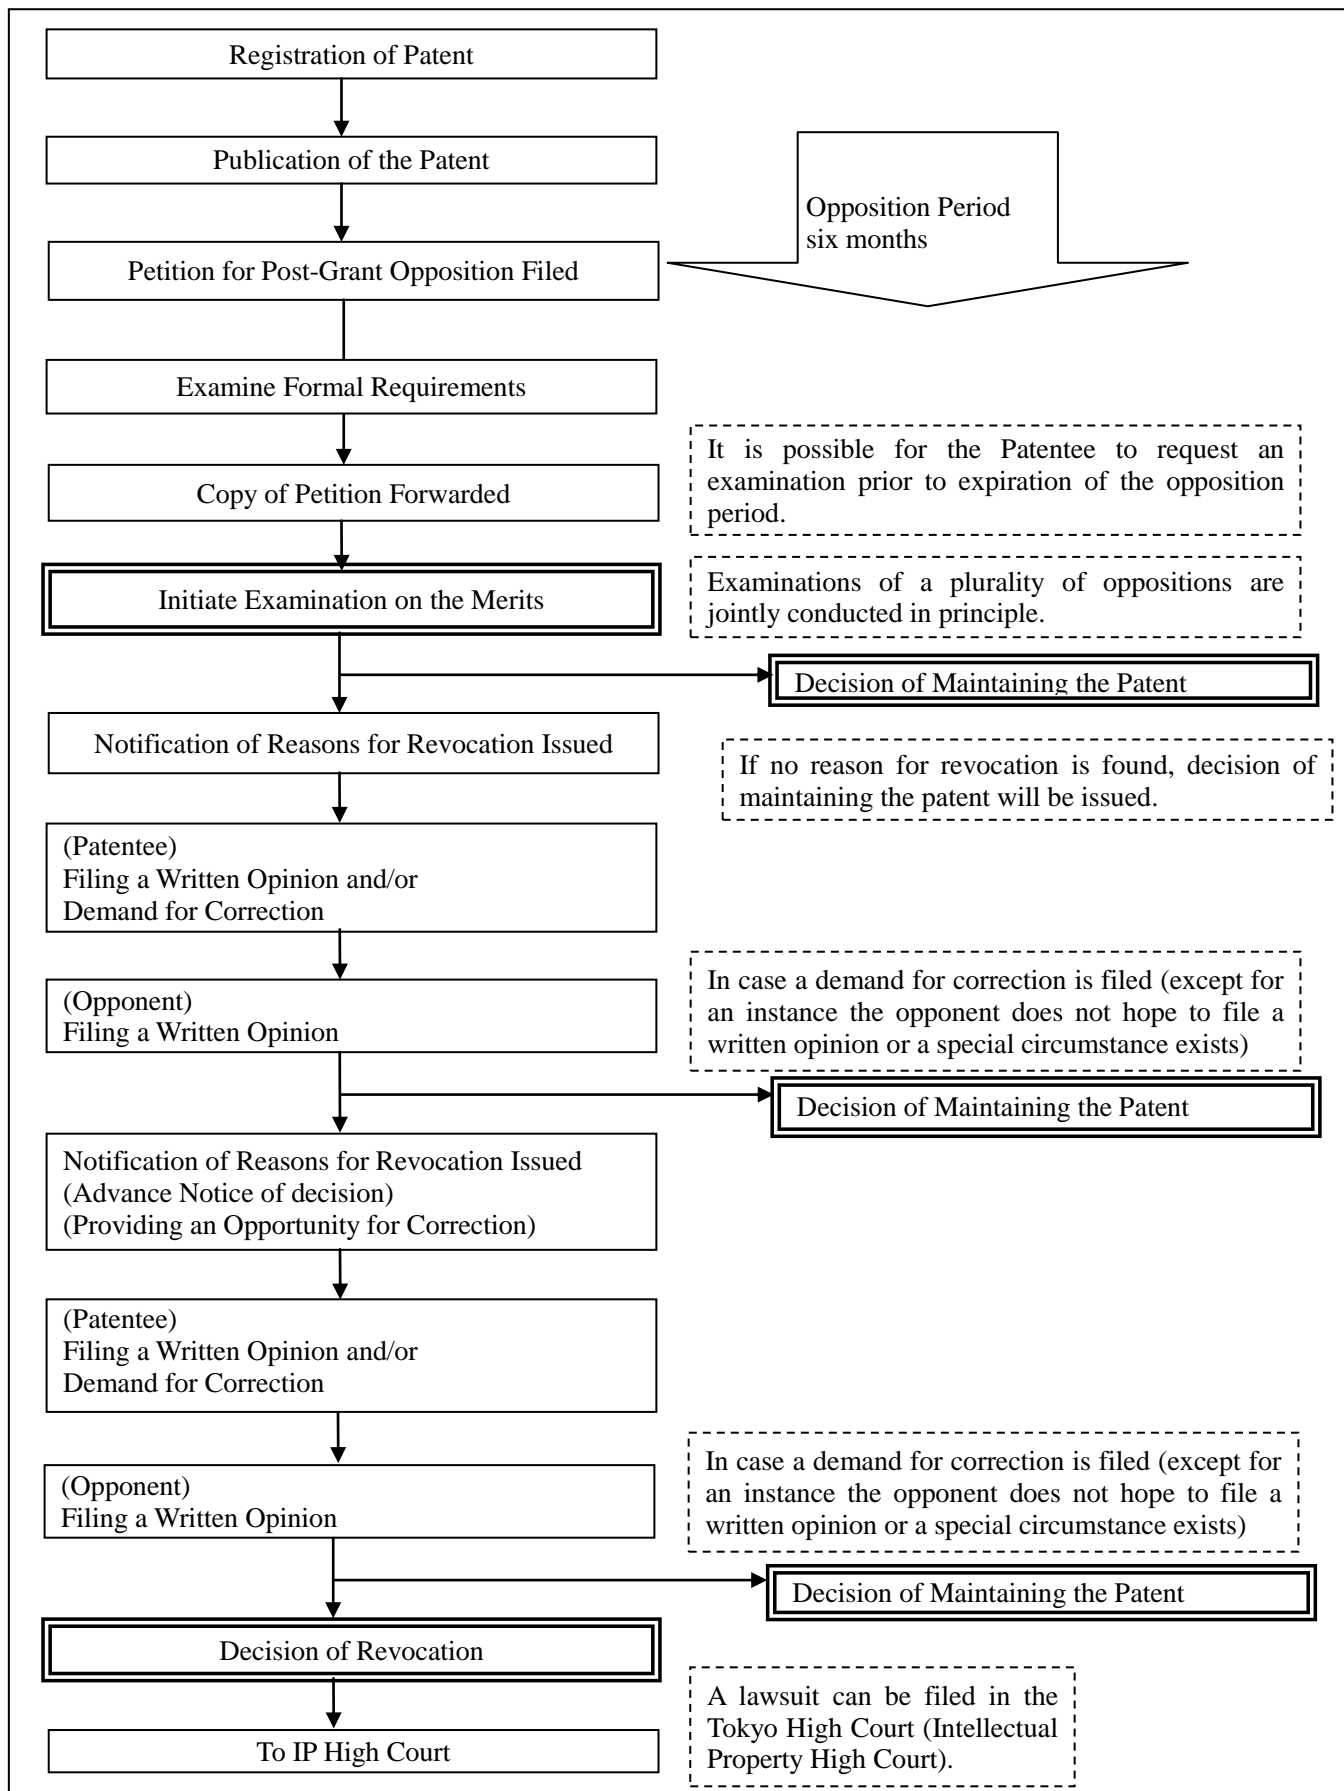 Registration of Patent
Publication of the Patent
Opposition Period
six months
Petition for Post-Grant Opposition Filed
Examine Formal Requirements
It is possible for the Patentee to request an
examination prior to expiration of the opposition
period.
Copy of Petition Forwarded
Initiate Examination on the Merits
Examinations of a plurality of oppositions are
jointly conducted in principle.
Decision of Maintaining the Patent
Notification of Reasons for Revocation Issued
If no reason for revocation is found, decision of
maintaining the patent will be issued.
(Patentee)
Filing a Written Opinion and/or
Demand for Correction
(Opponent)
Filing a Written Opinion
In case a demand for correction is filed (except for
an instance the opponent does not hope to file a
written opinion or a special circumstance exists)
Decision of Maintaining the Patent
Notification of Reasons for Revocation Issued
(Advance Notice of decision)
(Providing an Opportunity for Correction)
(Patentee)
Filing a Written Opinion and/or
Demand for Correction
(Opponent)
Filing a Written Opinion
In case a demand for correction is filed (except for
an instance the opponent does not hope to file a
written opinion or a special circumstance exists)
Decision of Maintaining the Patent
Decision of Revocation
A lawsuit can be filed in the
Tokyo High Court (Intellectual
Property High Court).
To IP High Court